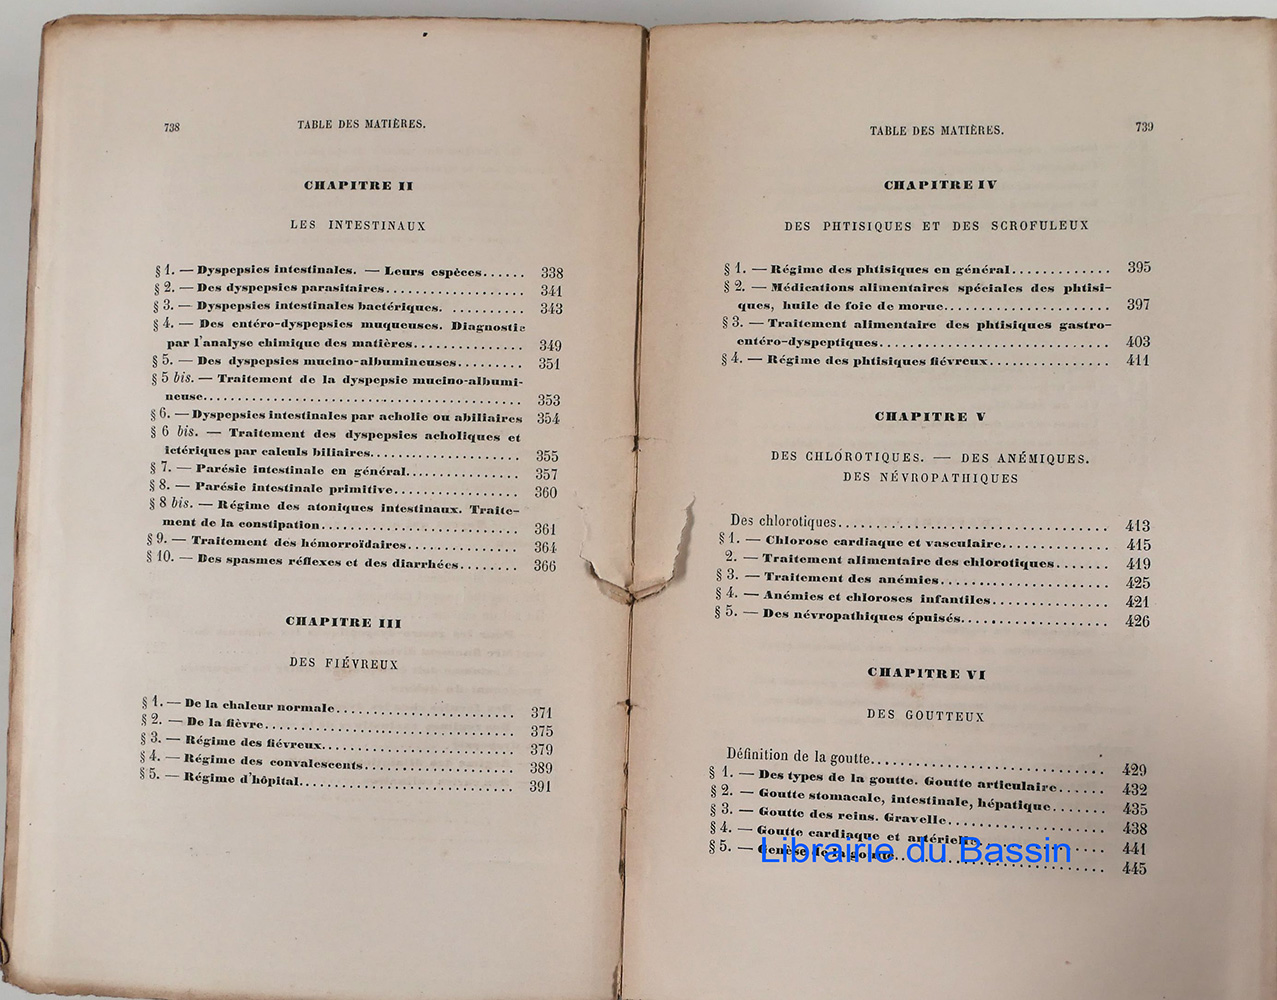 738
TABLE DES MATIÈRES.
CHAPITRE II
LES INTESTINAUX
§ 1. — Dyspepsies intestinales. — Leurs espèces...... 338
§ 2. — Des dyspepsies parasitaires................... 341
§ 3. — Dyspepsies intestinales bactériques. .......... 343
§ 4. — Des entéro-dyspepsies muqueuses. Diagnostic
par l'analyse chimique des matières............... 349
§ 5. — Des dyspepsies mucino-albumineuses......... 351
§ 5 bis. — Traitement de la dyspepsie mucino-albumi-
neuse............................................ 353
§ 6. — Dyspepsies intestinales par acholie ou abiliaires 354
§ 6 bis. — Traitement des dyspepsies acholiques et
ictériques par calculs biliaires..................... 355
§ 7. — Parésie intestinale en général................ 357
§ 8. — Parésie intestinale primitive................. 360
§ 8 bis. — Régime des atoniques intestinaux. Traite-
ment de la constipation............................ 361
§ 9. — Traitement des hémorroïdaires............... 364
§ 10. — Des spasmes réflexes et des diarrhées........ 366
CHAPITRE III
DES FIÉVREUX
§ 1. — De la chaleur normale........................ 371
§ 2. — De la fièvre.................................. 375
§ 3. — Régime des fiévreux.......................... 379
§ 4. — Régime des convalescents.................... 389
§ 5. — Régime d'hôpital............................. 391
TABLE DES MATIÈRES.
739
CHAPITRE IV
DES PHTISIQUES ET DES SCROFULEUX
§ 1. — Régime des phtisiques en général............. 395
§ 2. — Médications alimentaires spéciales des phtisi-
ques, huile de foie de morue...................... 397
§ 3. — Traitement alimentaire des phtisiques gastro-
entéro-dyspeptiques............................... 403
§ 4. — Régime des phtisiques fiévreux............... 411
CHAPITRE V
DES CHLOROTIQUES. — DES ANÉMIQUES.
DES NÉVROPATHIQUES
Des chlorotiques.................................. 413
§ 1. — Chlorose cardiaque et vasculaire.............. 415
2. — Traitement alimentaire des chlorotiques....... 419
§ 3. — Traitement des anémies...................... 425
§ 4. — Anémies et chloroses infantiles............... 421
§ 5. — Des névropathiques épuisés................... 426
CHAPITRE VI
DES GOUTTEUX
Définition de la goutte............................. 429
§ 1. — Des types de la goutte. Goutte articulaire...... 432
§ 2. — Goutte stomacale, intestinale, hépatique....... 435
§ 3. — Goutte des reins. Gravelle.................... 438
§ 4. — Goutte cardiaque et artérielle................ 441
§ 5. — Genèse de la goutte.......................... 445
Librairie du Bassin